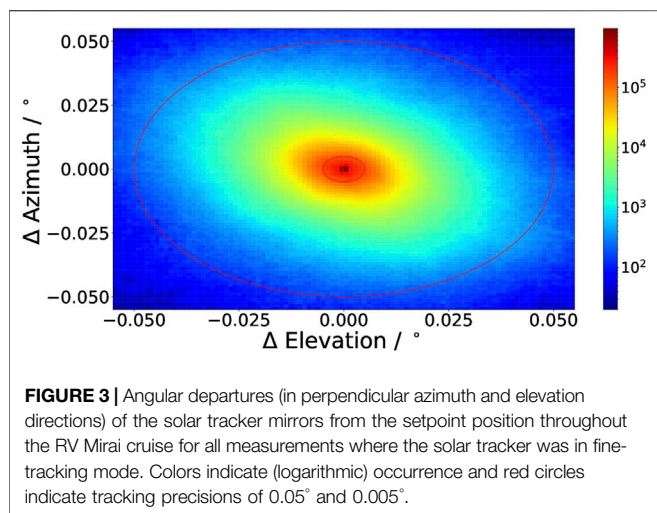 0.050
0.025
0.000
−0.025
−0.050
Δ Azimuth / °
−0.050
−0.025
0.000
0.025
0.050
Δ Elevation / °
10⁵
10⁴
10³
10²
FIGURE 3 | Angular departures (in perpendicular azimuth and elevation
directions) of the solar tracker mirrors from the setpoint position throughout
the RV Mirai cruise for all measurements where the solar tracker was in fine-
tracking mode. Colors indicate (logarithmic) occurrence and red circles
indicate tracking precisions of 0.05° and 0.005°.